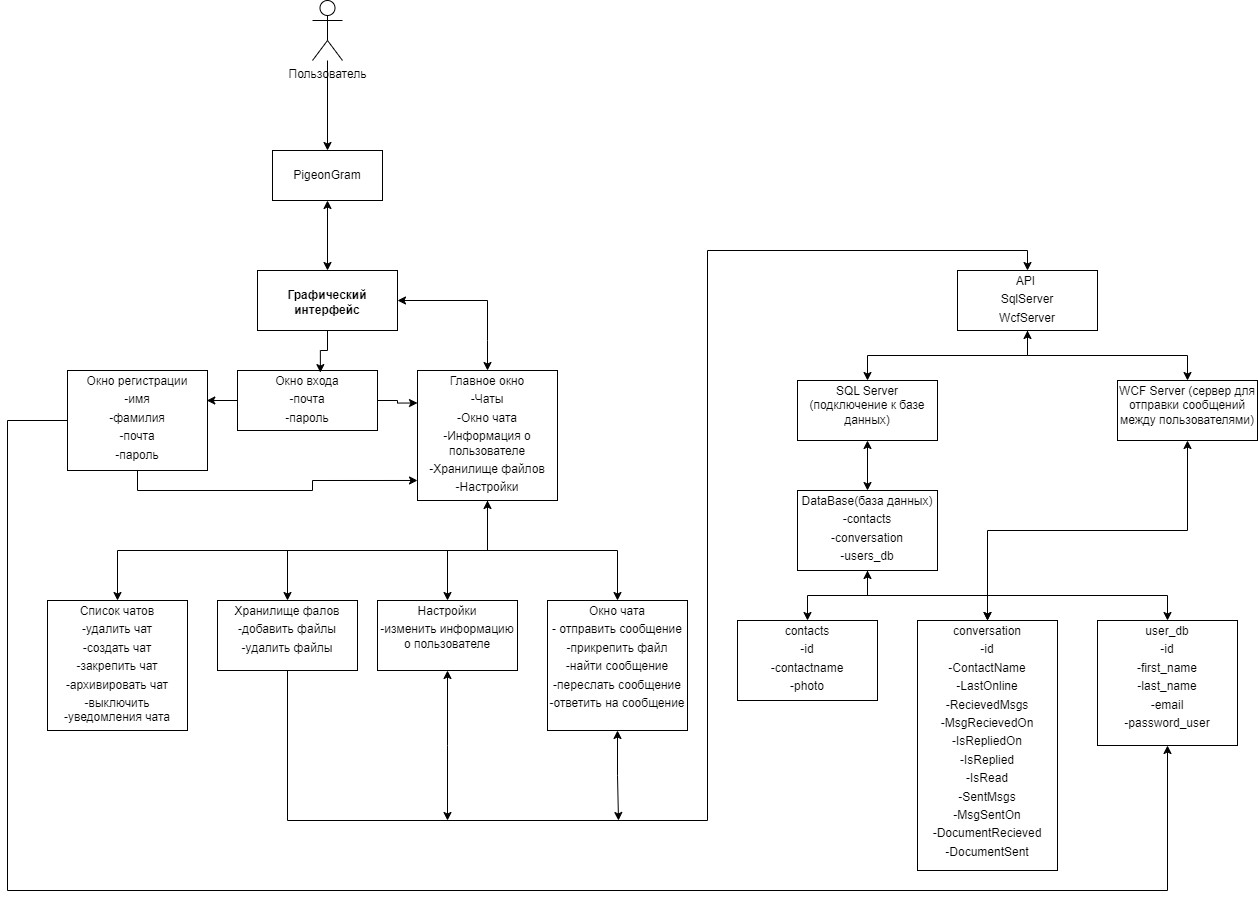 Пользователь
PigeonGram
Графический
интерфейс
Окно регистрации
-имя
-фамилия
-почта
-пароль
Окно входа
-почта
-пароль
Главное окно
-Чаты
-Окно чата
-Информация о
пользователе
-Хранилище файлов
-Настройки
Список чатов
-удалить чат
-создать чат
-закрепить чат
-архивировать чат
-выключить
-уведомления чата
Хранилище фалов
-добавить файлы
-удалить файлы
Настройки
-изменить информацию
о пользователе
Окно чата
- отправить сообщение
-прикрепить файл
-найти сообщение
-переслать сообщение
-ответить на сообщение
API
SqlServer
WcfServer
SQL Server
(подключение к базе
данных)
WCF Server (сервер для
отправки сообщений
между пользователями)
DataBase(база данных)
-contacts
-conversation
-users_db
contacts
-id
-contactname
-photo
conversation
-id
-ContactName
-LastOnline
-RecievedMsgs
-MsgRecievedOn
-IsRepliedOn
-IsReplied
-IsRead
-SentMsgs
-MsgSentOn
-DocumentRecieved
-DocumentSent
user_db
-id
-first_name
-last_name
-email
-password_user